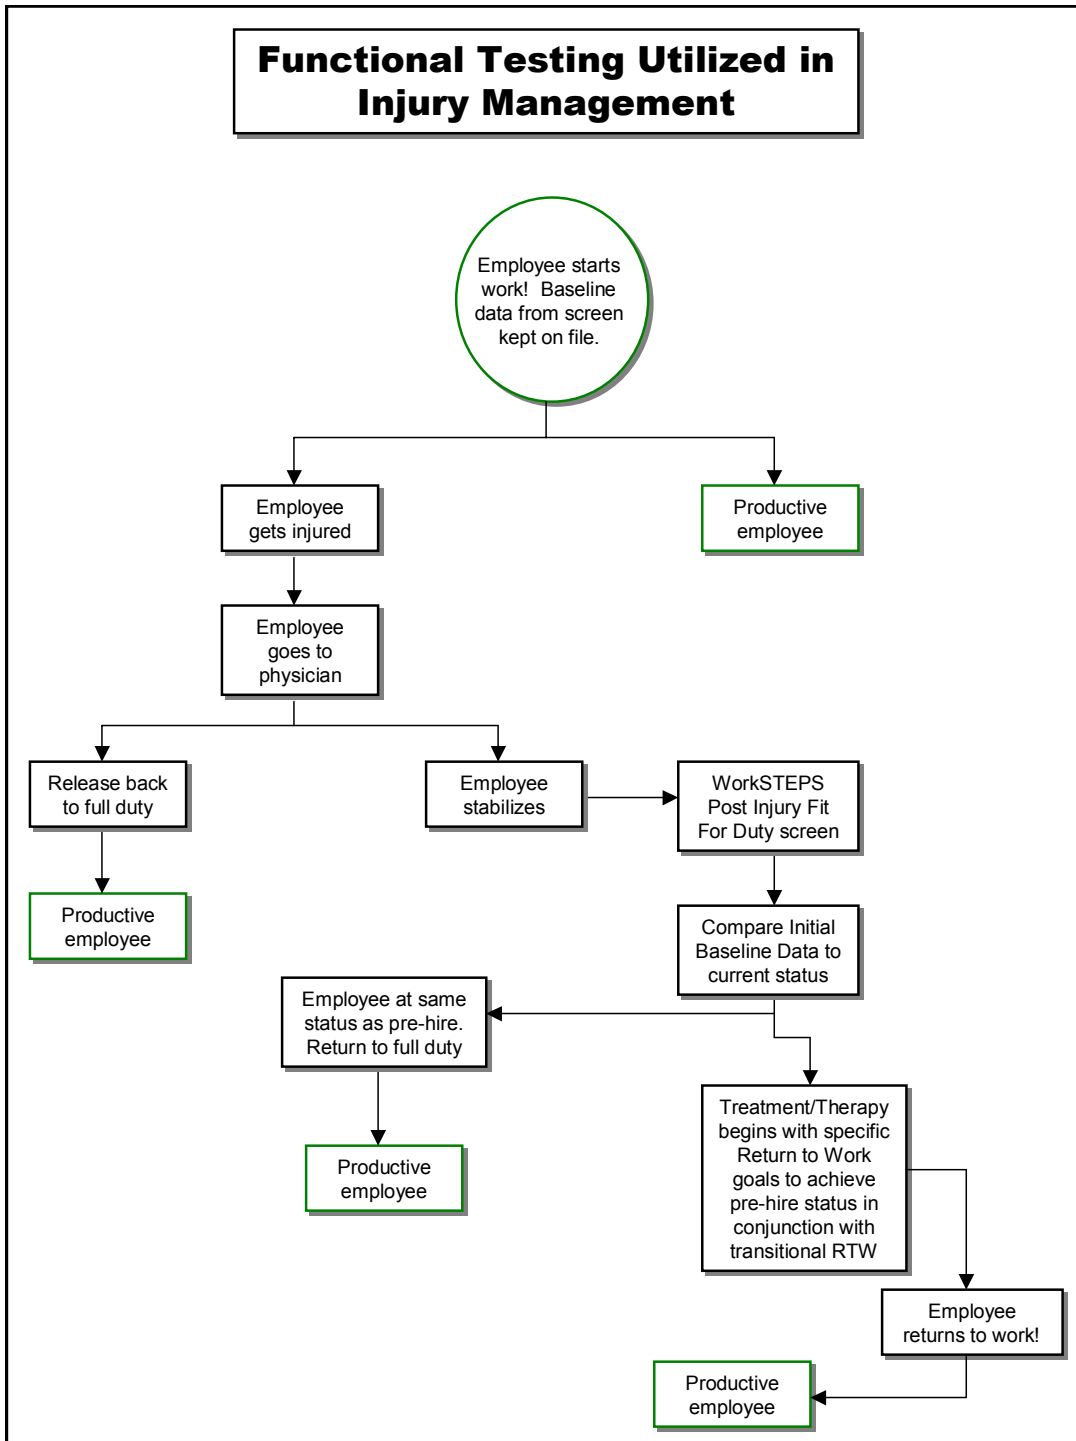 Functional Testing Utilized in
Injury Management
Employee starts
work!  Baseline
data from screen
kept on file.
Employee
gets injured
Productive
employee
Employee
goes to
physician
Release back
to full duty
Employee
stabilizes
WorkSTEPS
Post Injury Fit
For Duty screen
Productive
employee
Compare Initial
Baseline Data to
current status
Employee at same
status as pre-hire.
Return to full duty
Treatment/Therapy
begins with specific
Return to Work
goals to achieve
pre-hire status in
conjunction with
transitional RTW
Productive
employee
Employee
returns to work!
Productive
employee